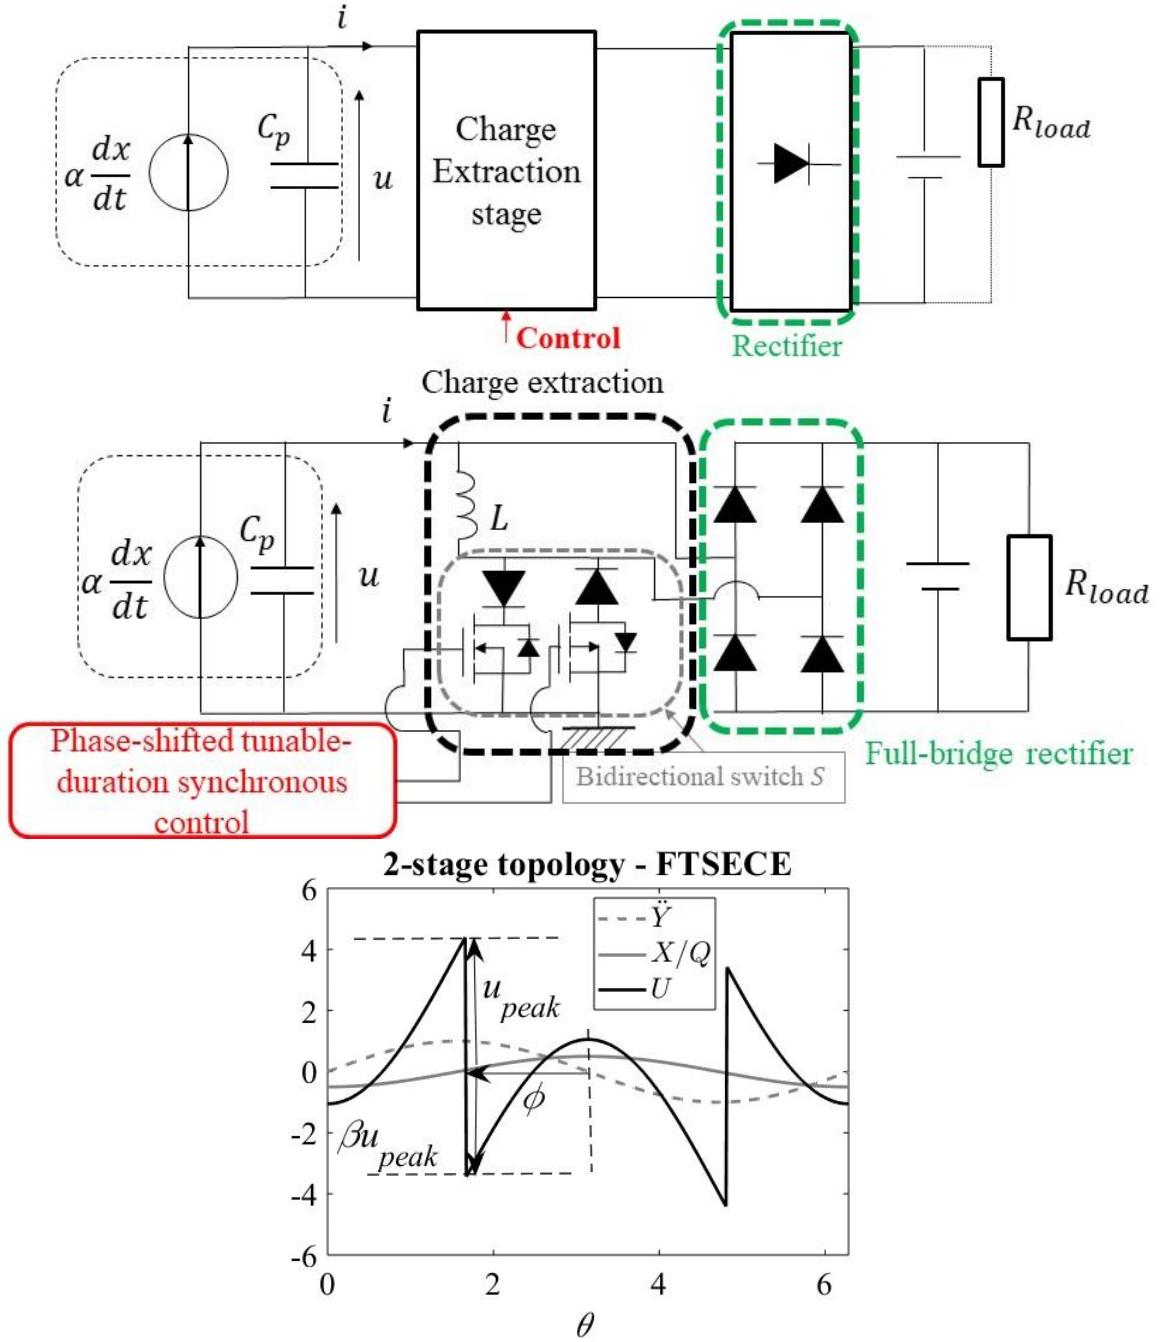 i
Charge
Extraction
stage
α dx/dt
C_p
u
R_load
Control
Rectifier
Charge extraction
i
L
α dx/dt
C_p
u
R_load
Phase-shifted tunable-
duration synchronous
control
Bidirectional switch S
Full-bridge rectifier
2-stage topology - FTSECE
6
4
2
0
-2
-4
-6
Ÿ
X/Q
U
u_peak
ϕ
βu_peak
0
2
4
6
θ